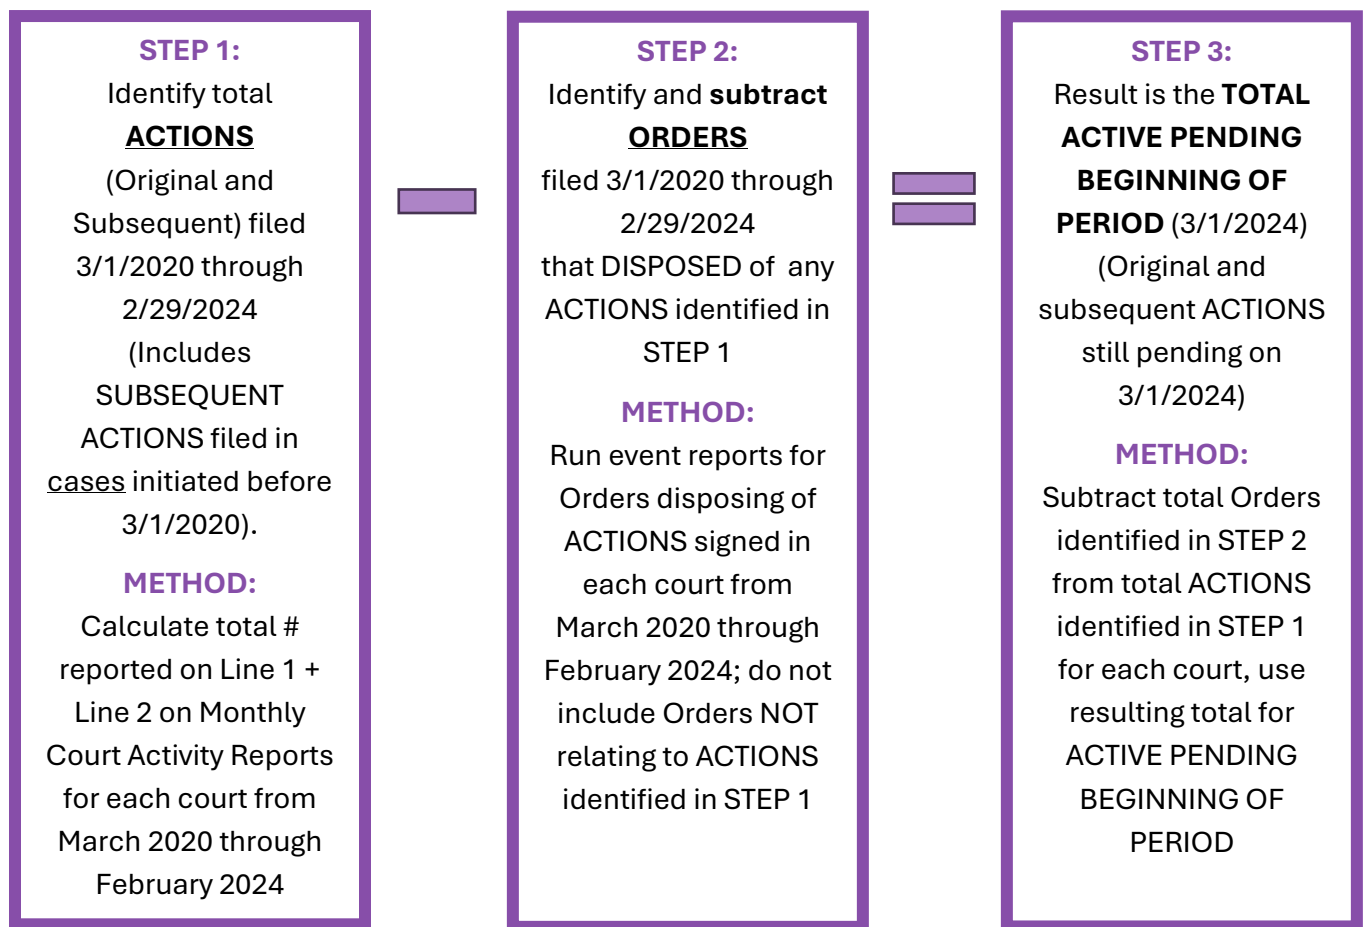 STEP 1:
Identify total
ACTIONS
(Original and
Subsequent) filed
3/1/2020 through
2/29/2024
(Includes
SUBSEQUENT
ACTIONS filed in
cases initiated before
3/1/2020).
METHOD:
Calculate total #
reported on Line 1 +
Line 2 on Monthly
Court Activity Reports
for each court from
March 2020 through
February 2024
STEP 2:
Identify and subtract
ORDERS
filed 3/1/2020 through
2/29/2024
that DISPOSED of any
ACTIONS identified in
STEP 1
METHOD:
Run event reports for
Orders disposing of
ACTIONS signed in
each court from
March 2020 through
February 2024; do not
include Orders NOT
relating to ACTIONS
identified in STEP 1
STEP 3:
Result is the TOTAL
ACTIVE PENDING
BEGINNING OF
PERIOD (3/1/2024)
(Original and
subsequent ACTIONS
still pending on
3/1/2024)
METHOD:
Subtract total Orders
identified in STEP 2
from total ACTIONS
identified in STEP 1
for each court, use
resulting total for
ACTIVE PENDING
BEGINNING OF
PERIOD